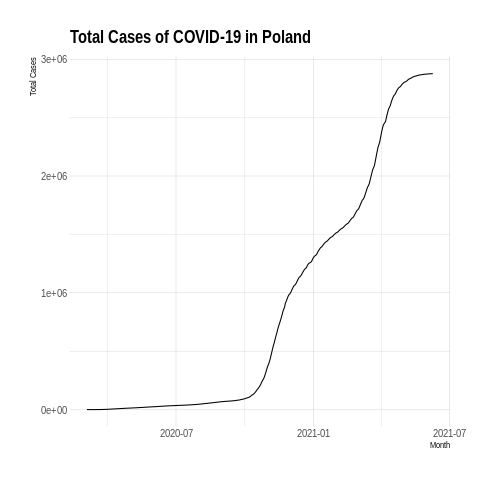 Total Cases of COVID-19 in Poland
Total Cases
3e+06
2e+06
1e+06
0e+00
2020-07
2021-01
2021-07
Month